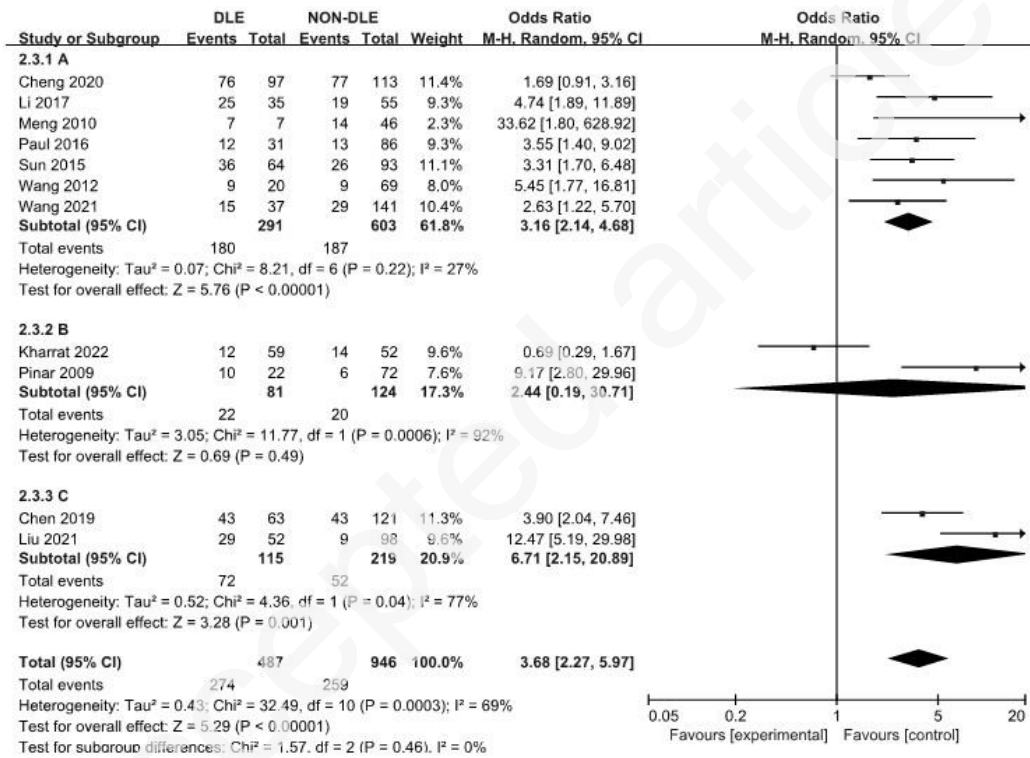 DLE NON-DLE Odds Ratio Odds Ratio
Study or Subgroup Events Total Events Total Weight M-H, Random, 95% CI M-H, Random, 95% CI
2.3.1 A
Cheng 2020 76 97 77 113 11.4% 1.69 [0.91, 3.16]
Li 2017 25 35 19 55 9.3% 4.74 [1.89, 11.89]
Meng 2010 7 7 14 46 2.3% 33.62 [1.80, 628.92]
Paul 2016 12 31 13 86 9.3% 3.55 [1.40, 9.02]
Sun 2015 36 64 26 93 11.1% 3.31 [1.70, 6.48]
Wang 2012 9 20 9 69 8.0% 5.45 [1.77, 16.81]
Wang 2021 15 37 29 141 10.4% 2.63 [1.22, 5.70]
Subtotal (95% CI) 291 603 61.8% 3.16 [2.14, 4.68]
Total events 180 187
Heterogeneity: Tau² = 0.07; Chi² = 8.21, df = 6 (P = 0.22); I² = 27%
Test for overall effect: Z = 5.76 (P < 0.00001)
2.3.2 B
Kharrat 2022 12 59 14 52 9.6% 0.69 [0.29, 1.67]
Pinar 2009 10 22 6 72 7.6% 9.17 [2.80, 29.96]
Subtotal (95% CI) 81 124 17.3% 2.44 [0.19, 30.71]
Total events 22 20
Heterogeneity: Tau² = 3.05; Chi² = 11.77, df = 1 (P = 0.0006); I² = 92%
Test for overall effect: Z = 0.69 (P = 0.49)
2.3.3 C
Chen 2019 43 63 43 121 11.3% 3.90 [2.04, 7.46]
Liu 2021 29 52 9 98 9.6% 12.47 [5.19, 29.98]
Subtotal (95% CI) 115 219 20.9% 6.71 [2.15, 20.89]
Total events 72 52
Heterogeneity: Tau² = 0.52; Chi² = 4.36, df = 1 (P = 0.04); I² = 77%
Test for overall effect: Z = 3.28 (P = 0.001)
Total (95% CI) 487 946 100.0% 3.68 [2.27, 5.97]
Total events 274 259
Heterogeneity: Tau² = 0.43; Chi² = 32.49, df = 10 (P = 0.0003); I² = 69%
Test for overall effect: Z = 5.29 (P < 0.00001)
Test for subgroup differences: Chi² = 1.57, df = 2 (P = 0.46), I² = 0%
0.05 0.2 1 5 20
Favours [experimental] Favours [control]
cepted article